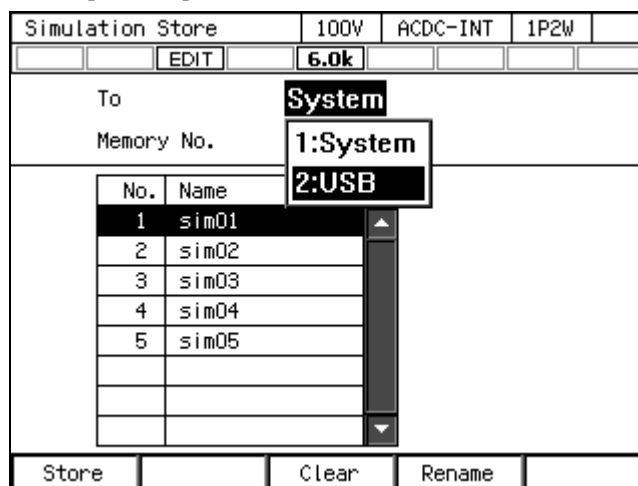 Simulation Store 100V ACDC-INT 1P2W
EDIT 6.0k
To System
Memory No. 1:System
2:USB
No. Name
1 sim01
2 sim02
3 sim03
4 sim04
5 sim05
Store Clear Rename